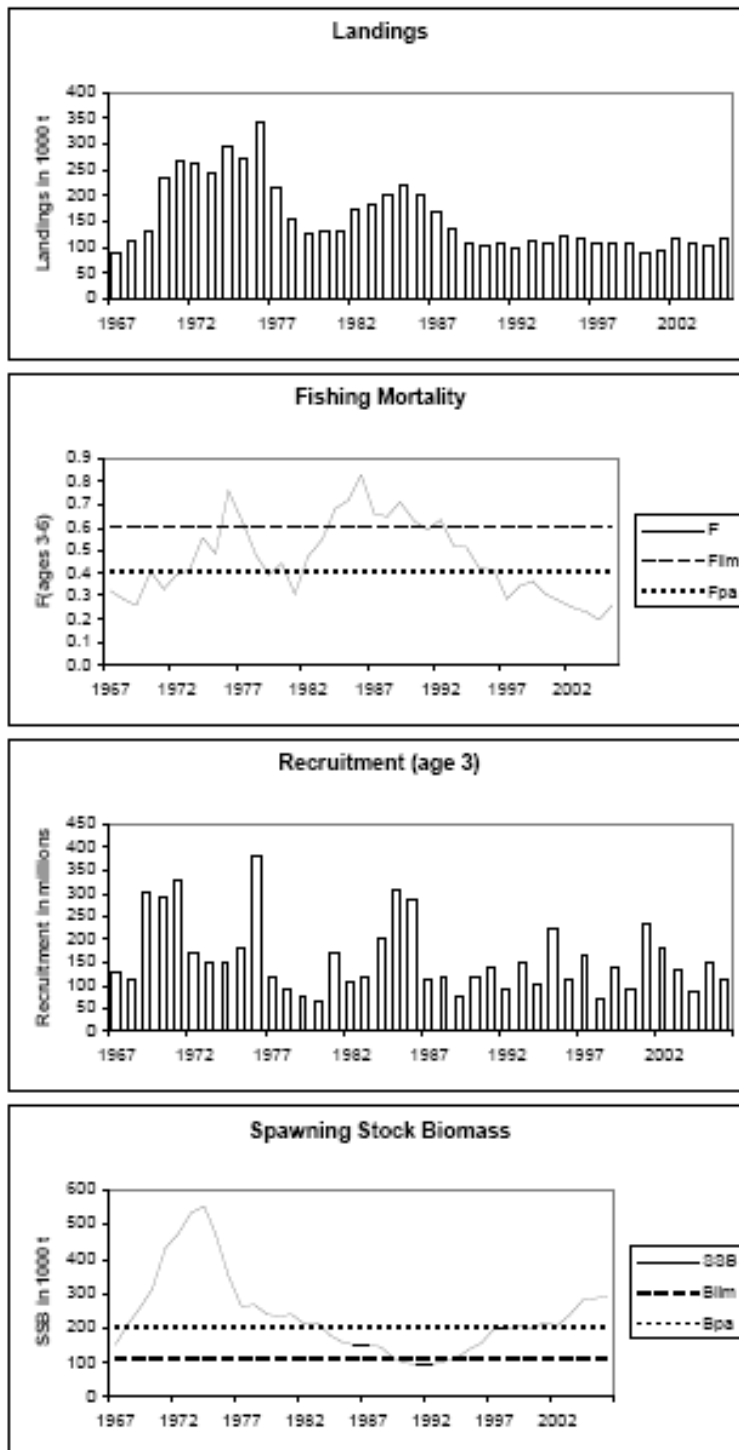 Landings
Landings in 1000 t
400
350
300
250
200
150
100
50
0
1967 1972 1977 1982 1987 1992 1997 2002
Fishing Mortality
F(ages 3-6)
0.9
0.8
0.7
0.6
0.5
0.4
0.3
0.2
0.1
0.0
1967 1972 1977 1982 1987 1992 1997 2002
F
Flim
Fpa
Recruitment (age 3)
Recruitment in millions
450
400
350
300
250
200
150
100
50
0
1967 1972 1977 1982 1987 1992 1997 2002
Spawning Stock Biomass
SSB in 1000 t
600
500
400
300
200
100
0
1967 1972 1977 1982 1987 1992 1997 2002
SSB
Blim
Bpa